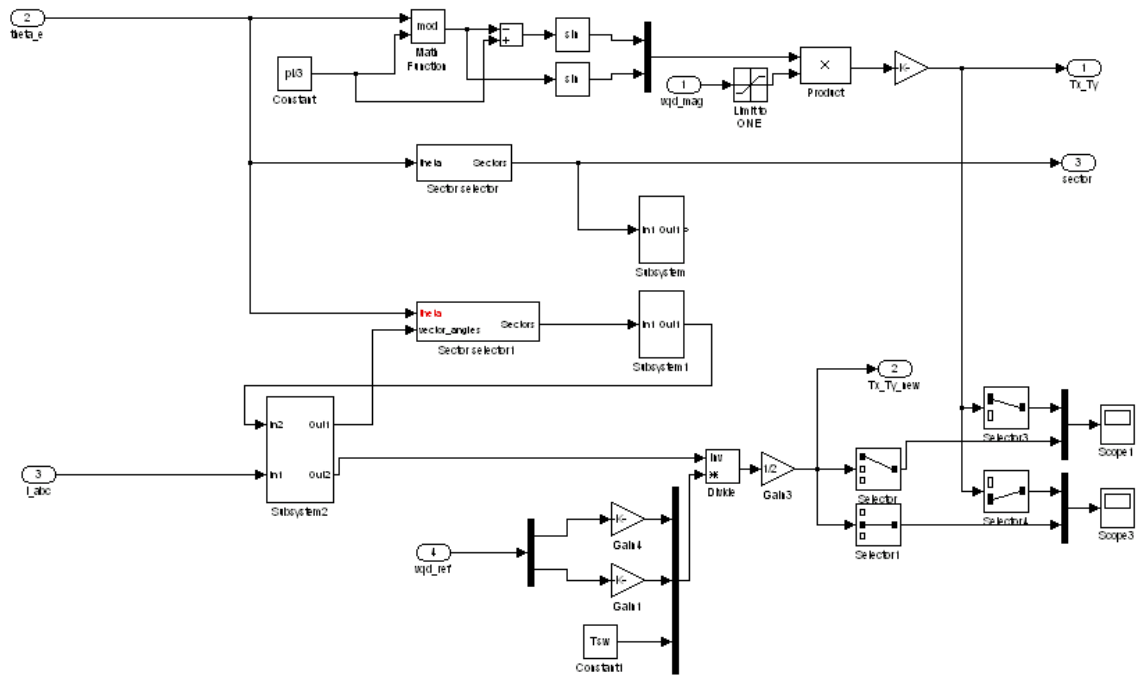 2
theta_e
mod
Math
Function
−
+
sin
pi/3
Constant
sin
1
vqd_mag
Limit to
ONE
×
Product
-K-
1
Tx_Ty
theta
Sectors
Sector selector
3
sector
In1
Out1
Subsystem
theta
vector_angles
Sectors
Sector selector1
In1
Out1
Subsystem1
2
Tx_Ty_new
In2
Out1
In1
Out2
Subsystem2
3
i_abc
Inv
Divide
1/2
Gain3
Selector
Selector1
Selector3
Selector4
Scope1
Scope3
4
vqd_ref
-K-
Gain4
-K-
Gain1
Tsw
Constant1